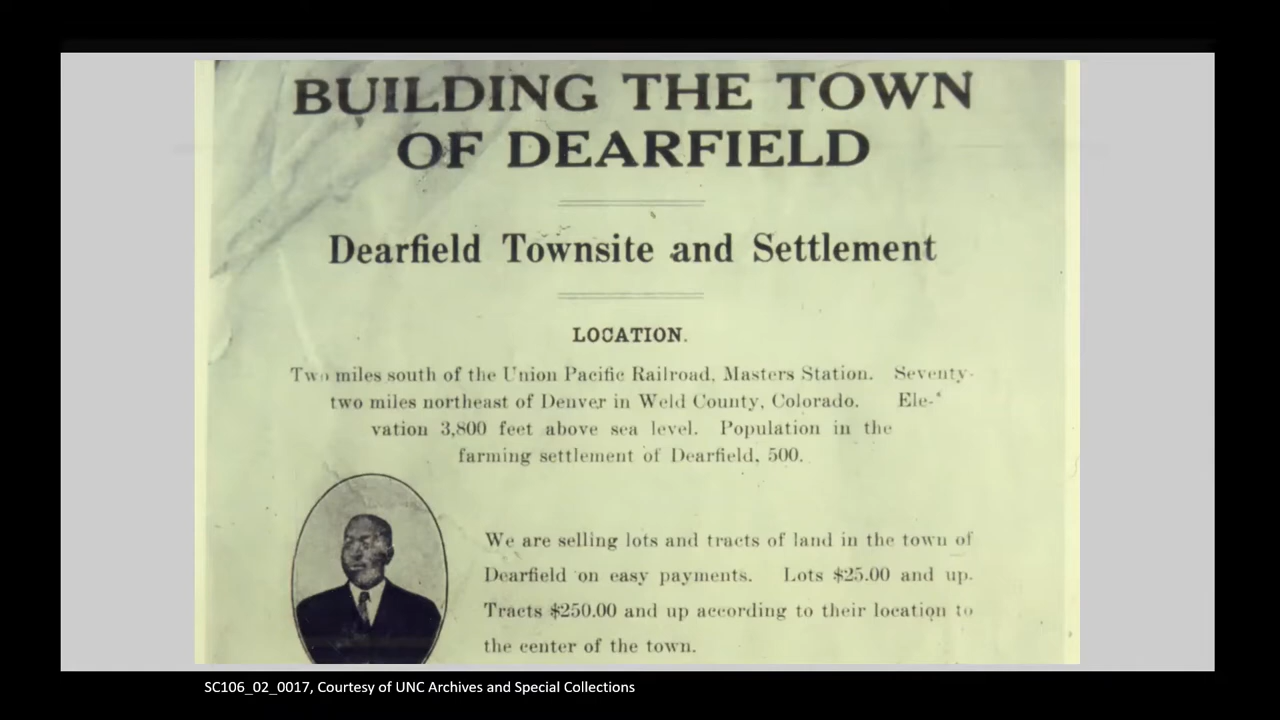 BUILDING THE TOWN
OF DEARFIELD
Dearfield Townsite and Settlement
LOCATION.
Two miles south of the Union Pacific Railroad, Masters Station. Seventy-
two miles northeast of Denver in Weld County, Colorado. Ele-
vation 3,800 feet above sea level. Population in the
farming settlement of Dearfield, 500.
We are selling lots and tracts of land in the town of
Dearfield on easy payments. Lots $25.00 and up.
Tracts $250.00 and up according to their location to
the center of the town.
SC106_02_0017, Courtesy of UNC Archives and Special Collections